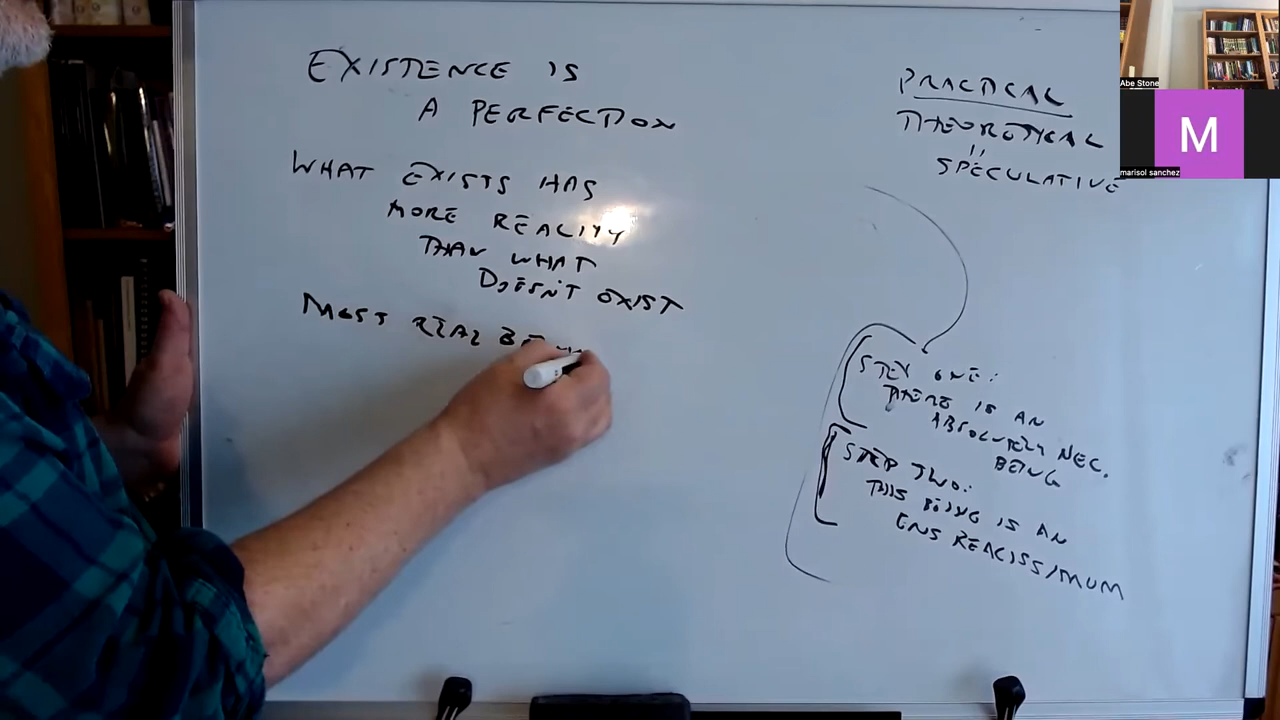 EXISTENCE IS
A PERFECTION
WHAT EXISTS HAS
MORE REALITY
THAN WHAT
DOESN'T EXIST
MOST REAL
PRACTICAL
THEORETICAL
"
SPECULATIVE
STEP ONE:
THERE IS AN
ABSOLUTELY NEC.
BEING
STEP TWO:
THIS BEING IS AN
ENS REALISSIMUM
Abe Stone
M
marisol sanchez